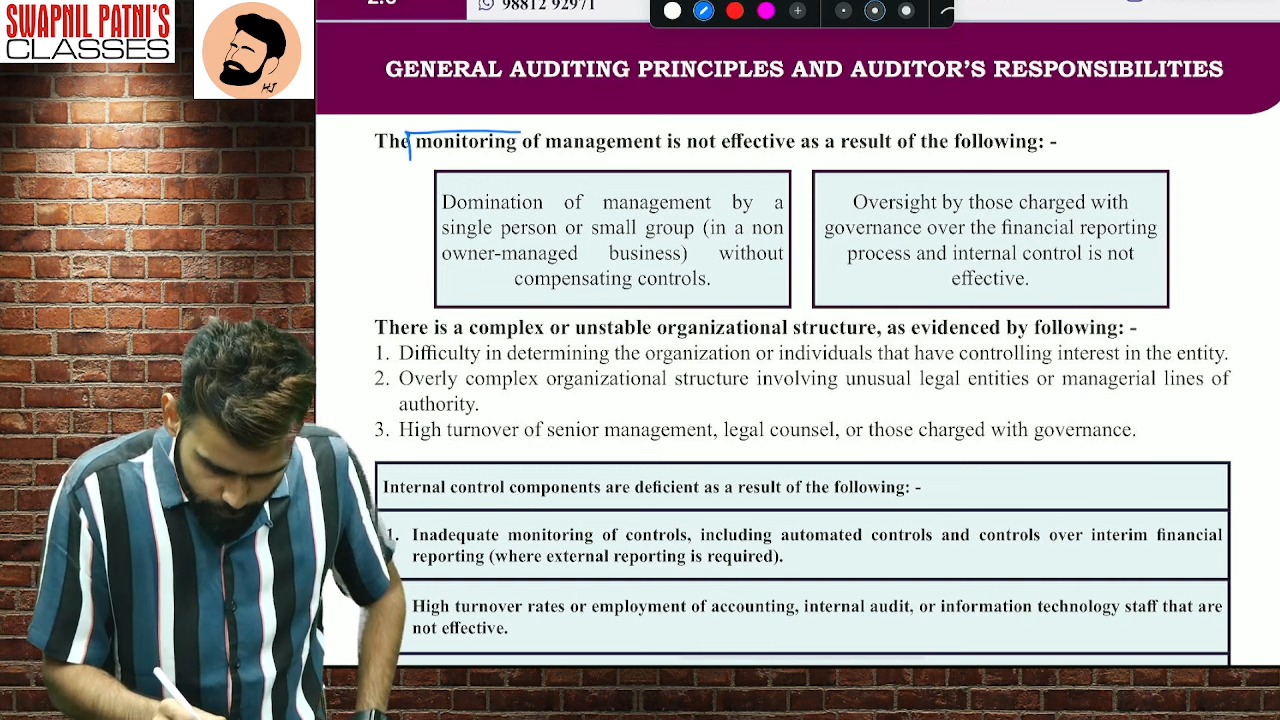 SWAPNIL PATNI'S
CLASSES
98812 92971
GENERAL AUDITING PRINCIPLES AND AUDITOR'S RESPONSIBILITIES
The monitoring of management is not effective as a result of the following: -
Domination of management by a
single person or small group (in a non
owner-managed business) without
compensating controls.
Oversight by those charged with
governance over the financial reporting
process and internal control is not
effective.
There is a complex or unstable organizational structure, as evidenced by following: -
1. Difficulty in determining the organization or individuals that have controlling interest in the entity.
2. Overly complex organizational structure involving unusual legal entities or managerial lines of
authority.
3. High turnover of senior management, legal counsel, or those charged with governance.
Internal control components are deficient as a result of the following: -
1. Inadequate monitoring of controls, including automated controls and controls over interim financial
reporting (where external reporting is required).
High turnover rates or employment of accounting, internal audit, or information technology staff that are
not effective.